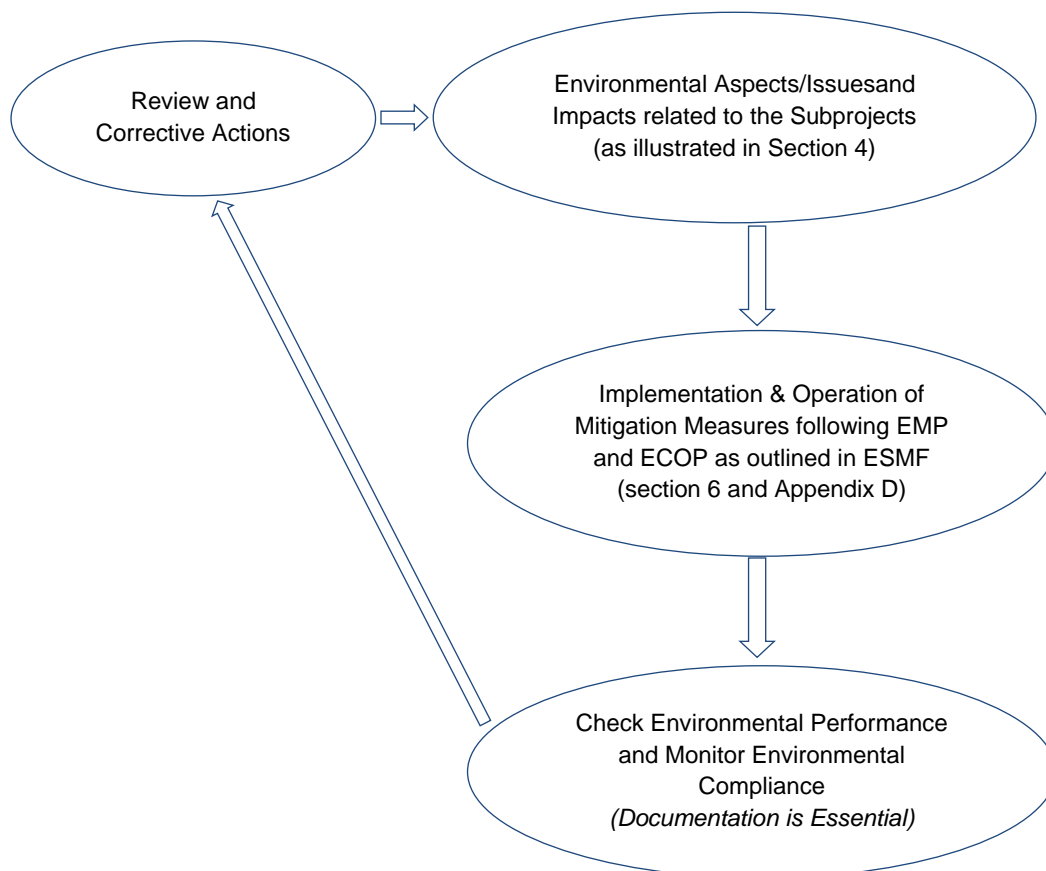 Review and
Corrective Actions
Environmental Aspects/Issuesand
Impacts related to the Subprojects
(as illustrated in Section 4)
Implementation & Operation of
Mitigation Measures following EMP
and ECOP as outlined in ESMF
(section 6 and Appendix D)
Check Environmental Performance
and Monitor Environmental
Compliance
(Documentation is Essential)